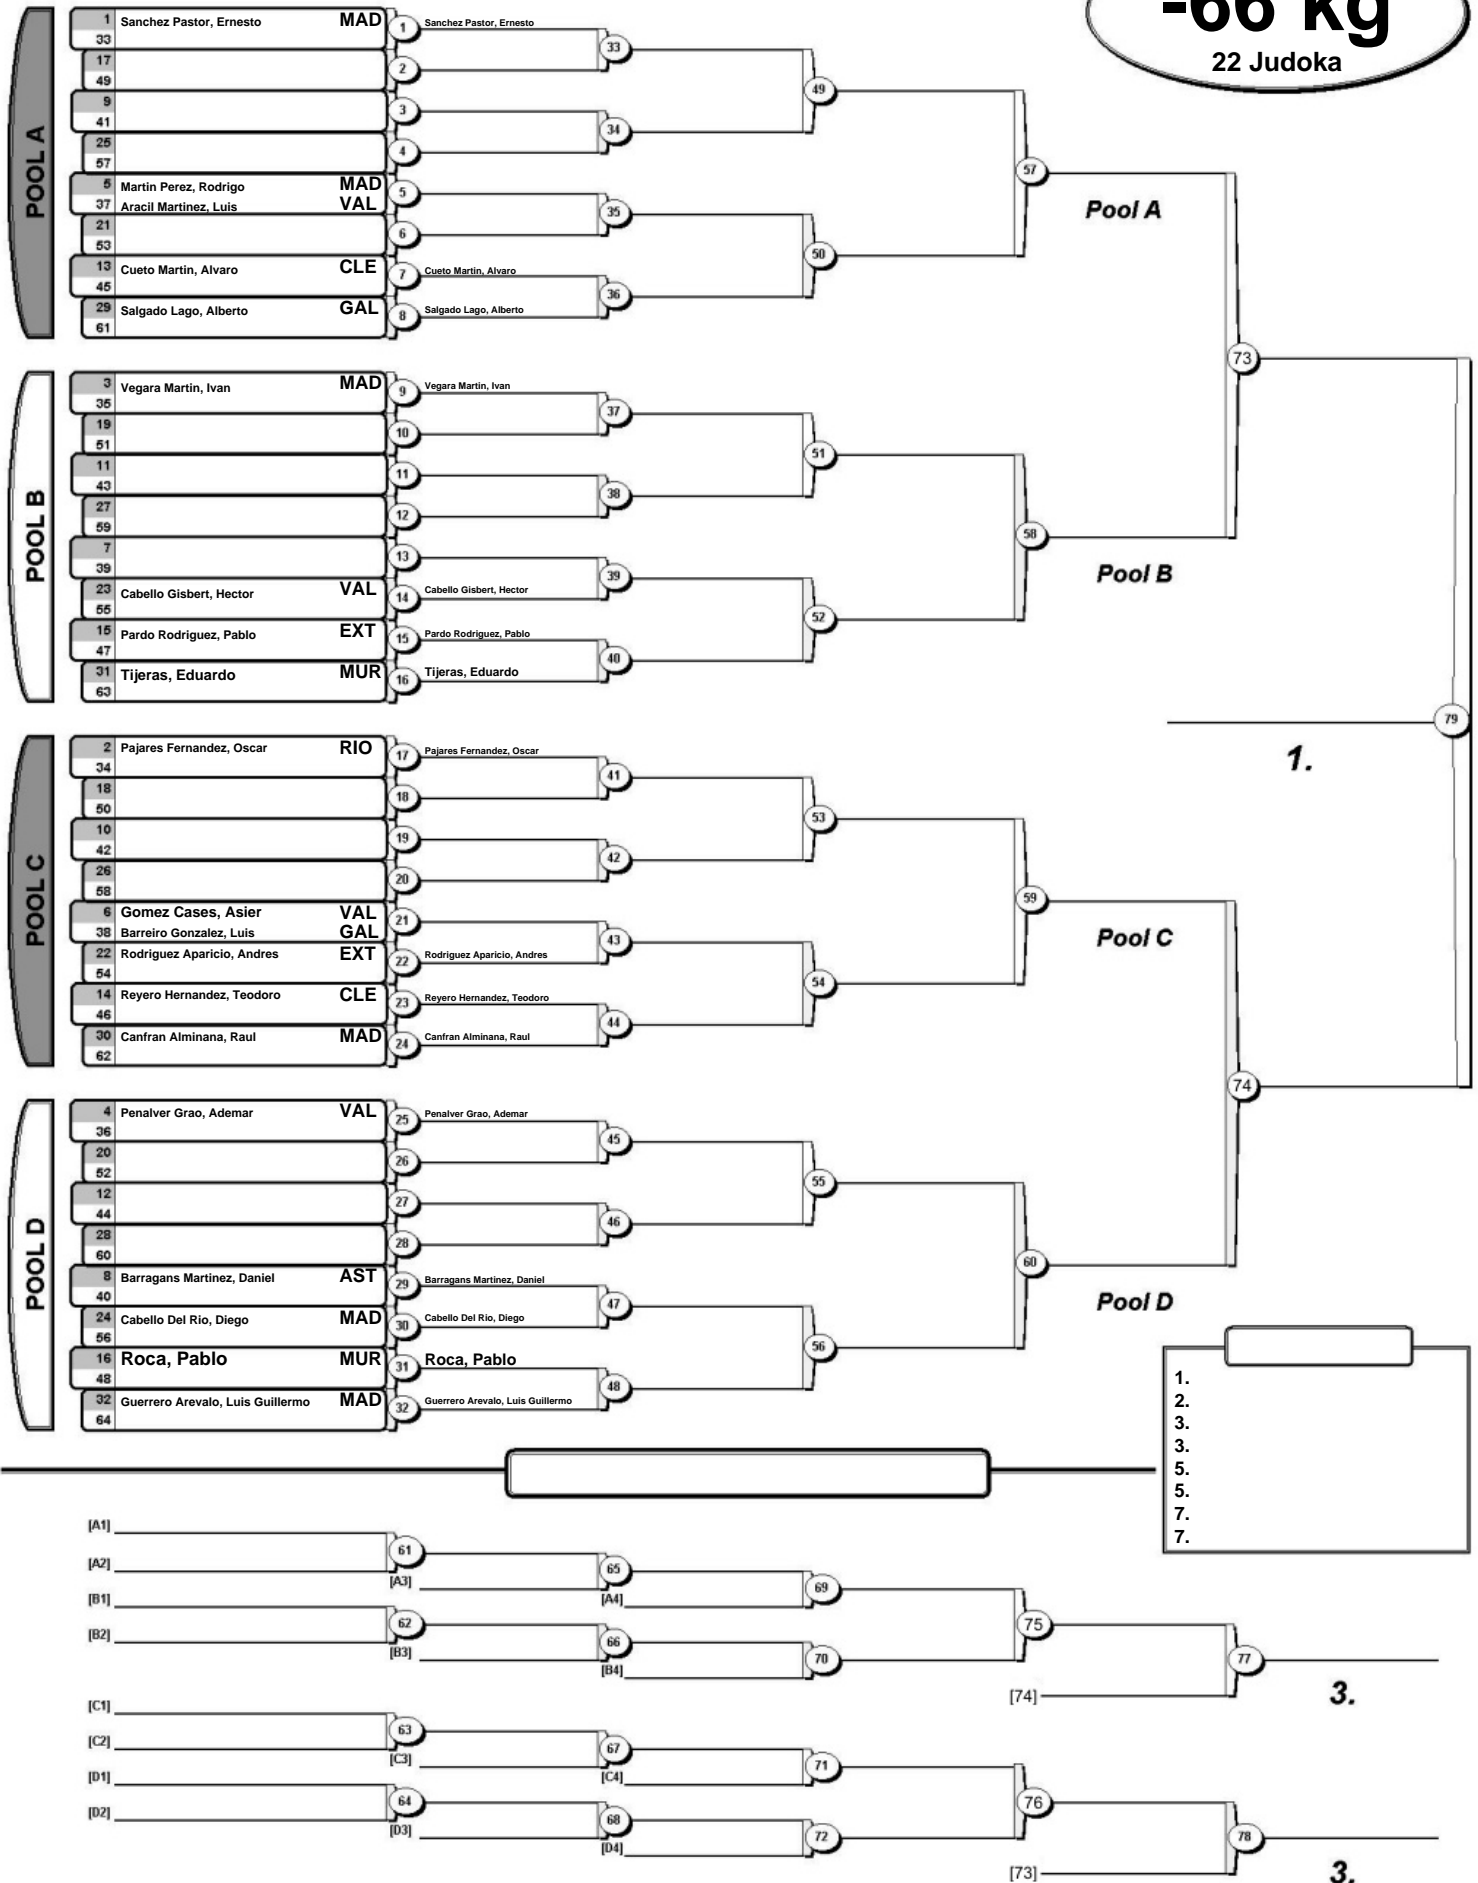 -66 kg
22 Judoka
POOL A
1 Sanchez Pastor, Ernesto MAD 1 Sanchez Pastor, Ernesto
33
33
17
2
49
49
9
3
41
34
25
4
57
57
5 Martin Perez, Rodrigo MAD 5
37 Aracil Martinez, Luis VAL
35
Pool A
21
6
53
50
13 Cueto Martin, Alvaro CLE 7 Cueto Martin, Alvaro
45
36
29 Salgado Lago, Alberto GAL 8 Salgado Lago, Alberto
61
73
POOL B
3 Vegara Martin, Ivan MAD 9 Vegara Martin, Ivan
35
37
19
10
51
51
11
11
43
38
27
12
59
58
7
13
39
39
Pool B
23 Cabello Gisbert, Hector VAL 14 Cabello Gisbert, Hector
55
52
15 Pardo Rodriguez, Pablo EXT 15 Pardo Rodriguez, Pablo
47
40
31 Tijeras, Eduardo MUR 16 Tijeras, Eduardo
63
79
1.
POOL C
2 Pajares Fernandez, Oscar RIO 17 Pajares Fernandez, Oscar
34
41
18
18
50
53
10
19
42
42
26
20
58
59
6 Gomez Cases, Asier VAL 21
38 Barreiro Gonzalez, Luis GAL
43
Pool C
22 Rodriguez Aparicio, Andres EXT 22 Rodriguez Aparicio, Andres
54
54
14 Reyero Hernandez, Teodoro CLE 23 Reyero Hernandez, Teodoro
46
44
30 Canfran Alminana, Raul MAD 24 Canfran Alminana, Raul
62
74
POOL D
4 Penalver Grao, Ademar VAL 25 Penalver Grao, Ademar
36
45
20
26
52
55
12
27
44
46
28
28
60
60
8 Barragans Martinez, Daniel AST 29 Barragans Martinez, Daniel
40
47
Pool D
24 Cabello Del Rio, Diego MAD 30 Cabello Del Rio, Diego
56
56
16 Roca, Pablo MUR 31 Roca, Pablo
48
48
32 Guerrero Arevalo, Luis Guillermo MAD 32 Guerrero Arevalo, Luis Guillermo
64
1.
2.
3.
3.
5.
5.
7.
7.
[A1]
61
[A2]
[A3]
65
[A4]
69
[B1]
62
[B2]
[B3]
66
[B4]
70
75
77
[74]
3.
[C1]
63
[C2]
[C3]
67
[C4]
71
[D1]
64
[D2]
[D3]
68
[D4]
72
76
78
[73]
3.